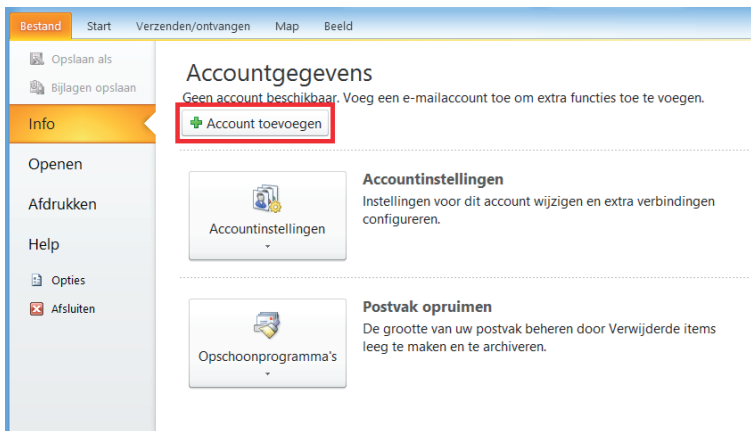 Bestand Start Verzenden/ontvangen Map Beeld
Opslaan als
Bijlagen opslaan
Info
Openen
Afdrukken
Help
Opties
Afsluiten
Accountgegevens
Geen account beschikbaar. Voeg een e-mailaccount toe om extra functies toe te voegen.
Account toevoegen
Accountinstellingen
Accountinstellingen
Instellingen voor dit account wijzigen en extra verbindingen
configureren.
Opschoonprogramma's
Postvak opruimen
De grootte van uw postvak beheren door Verwijderde items
leeg te maken en te archiveren.